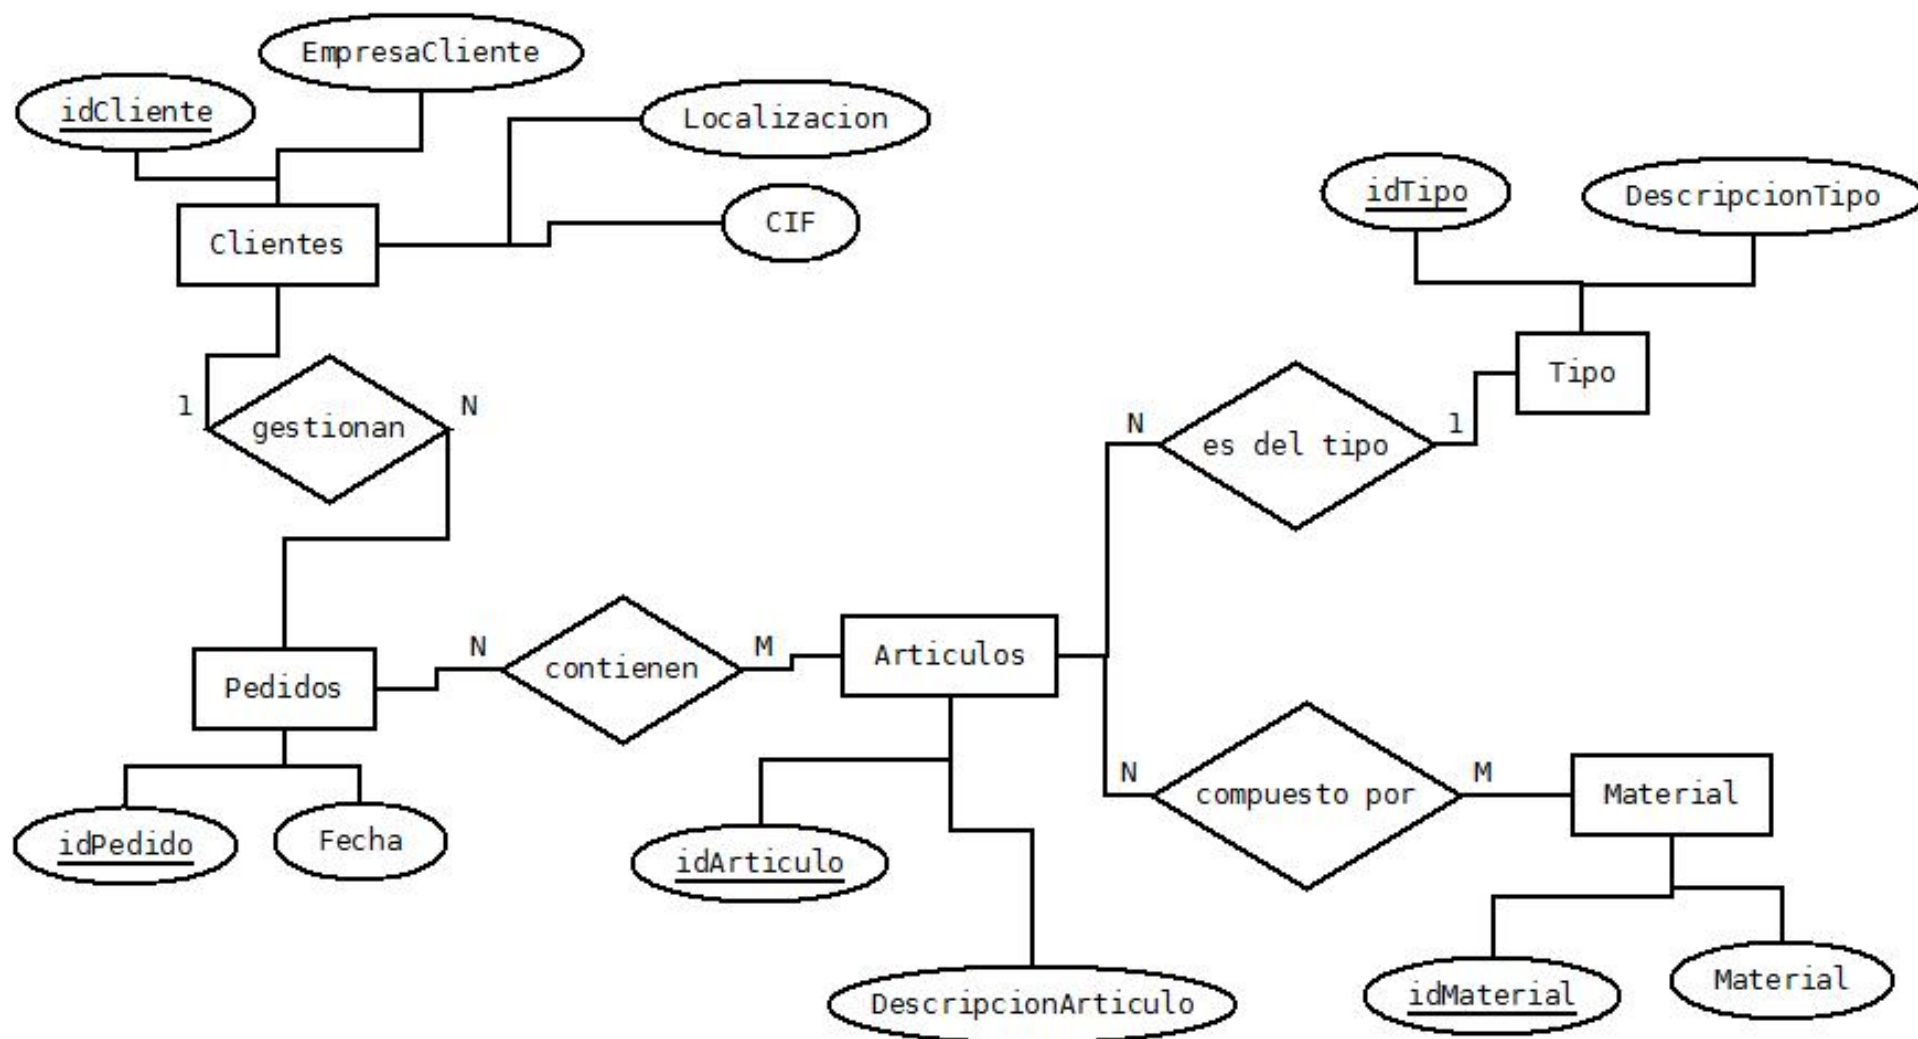 EmpresaCliente
idCliente
Localizacion
CIF
Clientes
idTipo
DescripcionTipo
Tipo
1
gestionan
N
N
es del tipo
1
Pedidos
N
contienen
M
Articulos
N
compuesto por
M
Material
idPedido
Fecha
idArticulo
DescripcionArticulo
idMaterial
Material